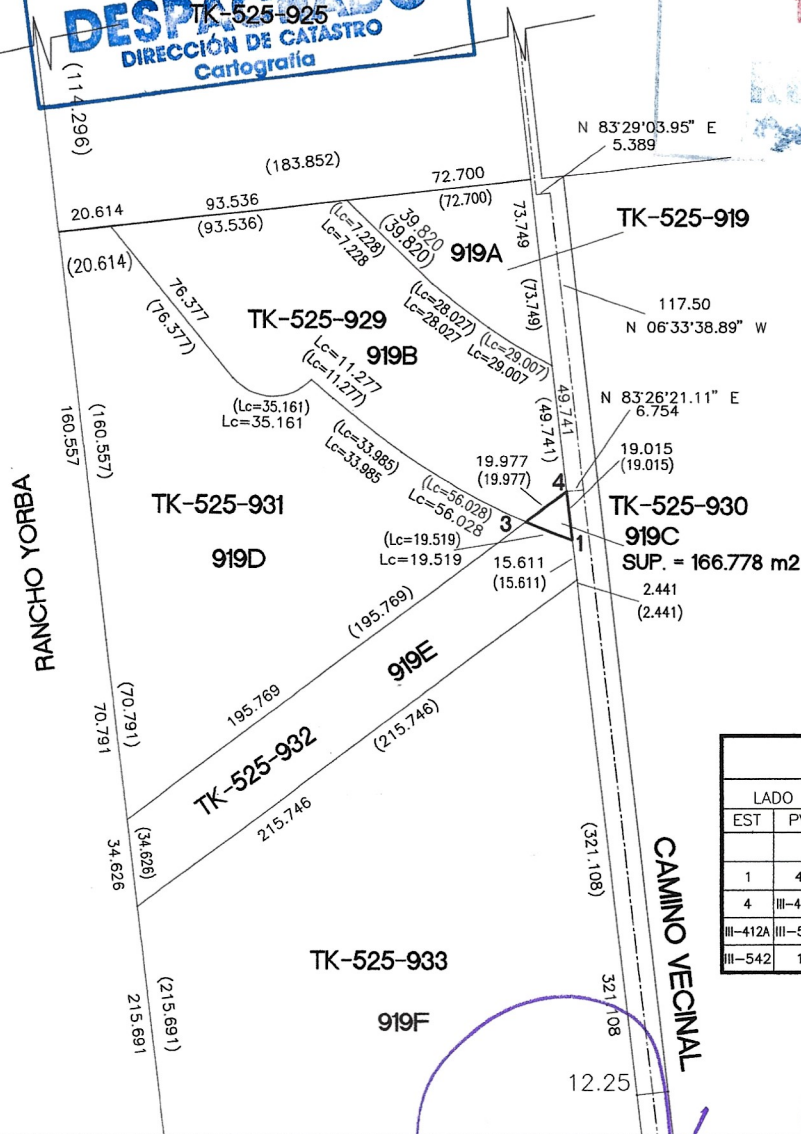 TK-525-925
DIRECCIÓN DE CATASTRO
Cartografía
(114.296)
N 83°29'03.95" E
5.389
(183.852)
72.700
(72.700)
20.614
93.536
(93.536)
(20.614)
(Lc=7.228)
Lc=7.228
39.820
(39.820)
919A
73.749
(73.749)
TK-525-919
117.50
N 06°33'38.89" W
76.377
(76.377)
TK-525-929
919B
(Lc=28.027)
Lc=28.027
(Lc=29.007)
Lc=29.007
Lc=11.277
(Lc=11.277)
(Lc=35.161)
Lc=35.161
49.741
(49.741)
N 83°26'21.11" E
6.754
160.557
(160.557)
(Lc=33.985)
Lc=33.985
19.977
(19.977)
4
19.015
(19.015)
RANCHO YORBA
TK-525-931
919D
(Lc=56.028)
Lc=56.028
3
1
TK-525-930
919C
SUP. = 166.778 m2
(Lc=19.519)
Lc=19.519
15.611
(15.611)
2.441
(2.441)
(195.769)
195.769
919E
TK-525-932
(215.746)
215.746
70.791
(70.791)
34.626
(34.626)
(321.108)
321.108
CAMINO VECINAL
LADO
EST
1 4
4
III-412A
III-542 1
TK-525-933
919F
215.691
(215.691)
12.25